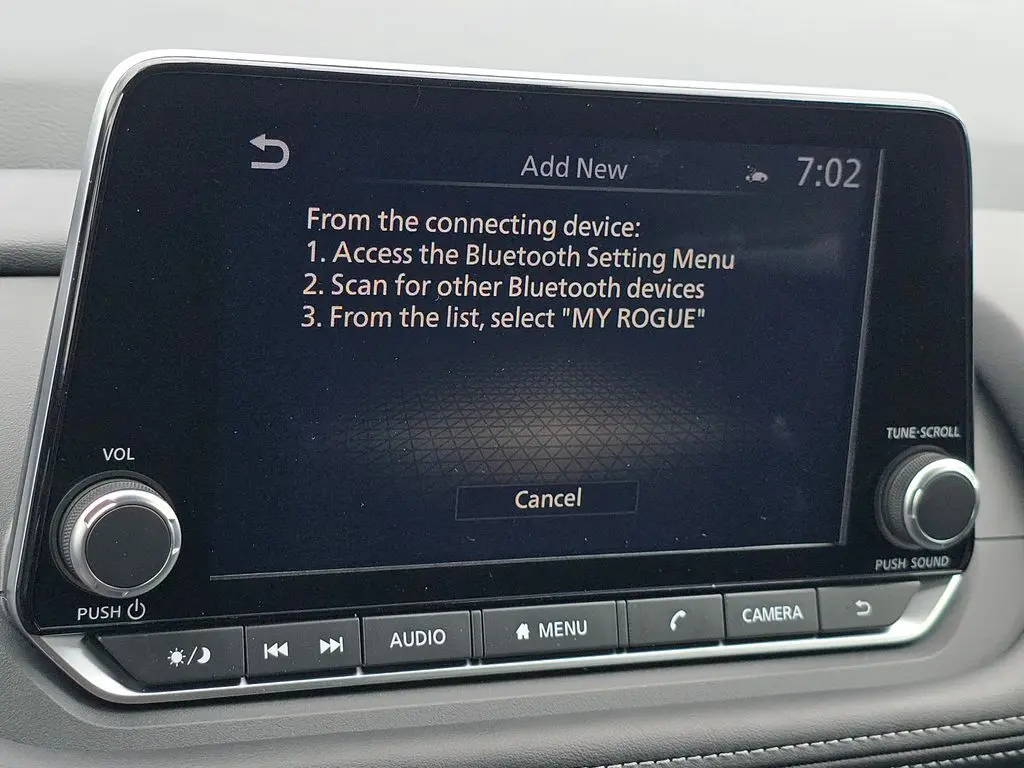 Add New
7:02
From the connecting device:
1. Access the Bluetooth Setting Menu
2. Scan for other Bluetooth devices
3. From the list, select "MY ROGUE"
Cancel
VOL
PUSH
TUNE·SCROLL
PUSH SOUND
AUDIO
MENU
CAMERA